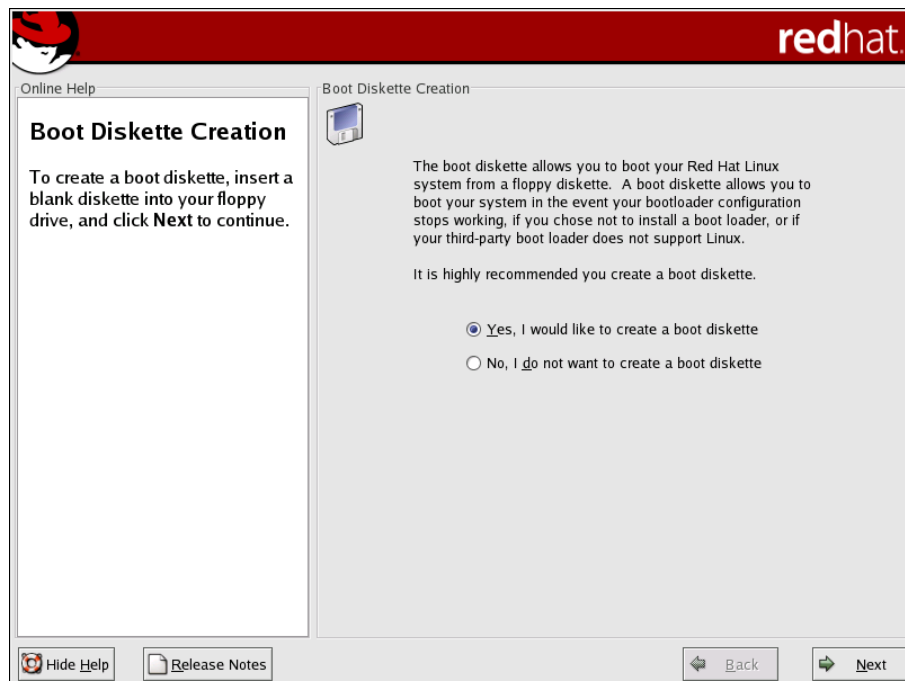 redhat.
Online Help
Boot Diskette Creation
To create a boot diskette, insert a
blank diskette into your floppy
drive, and click Next to continue.
Boot Diskette Creation
The boot diskette allows you to boot your Red Hat Linux
system from a floppy diskette.  A boot diskette allows you to
boot your system in the event your bootloader configuration
stops working, if you chose not to install a boot loader, or if
your third-party boot loader does not support Linux.
It is highly recommended you create a boot diskette.
Yes, I would like to create a boot diskette
No, I do not want to create a boot diskette
Hide Help
Release Notes
Back
Next